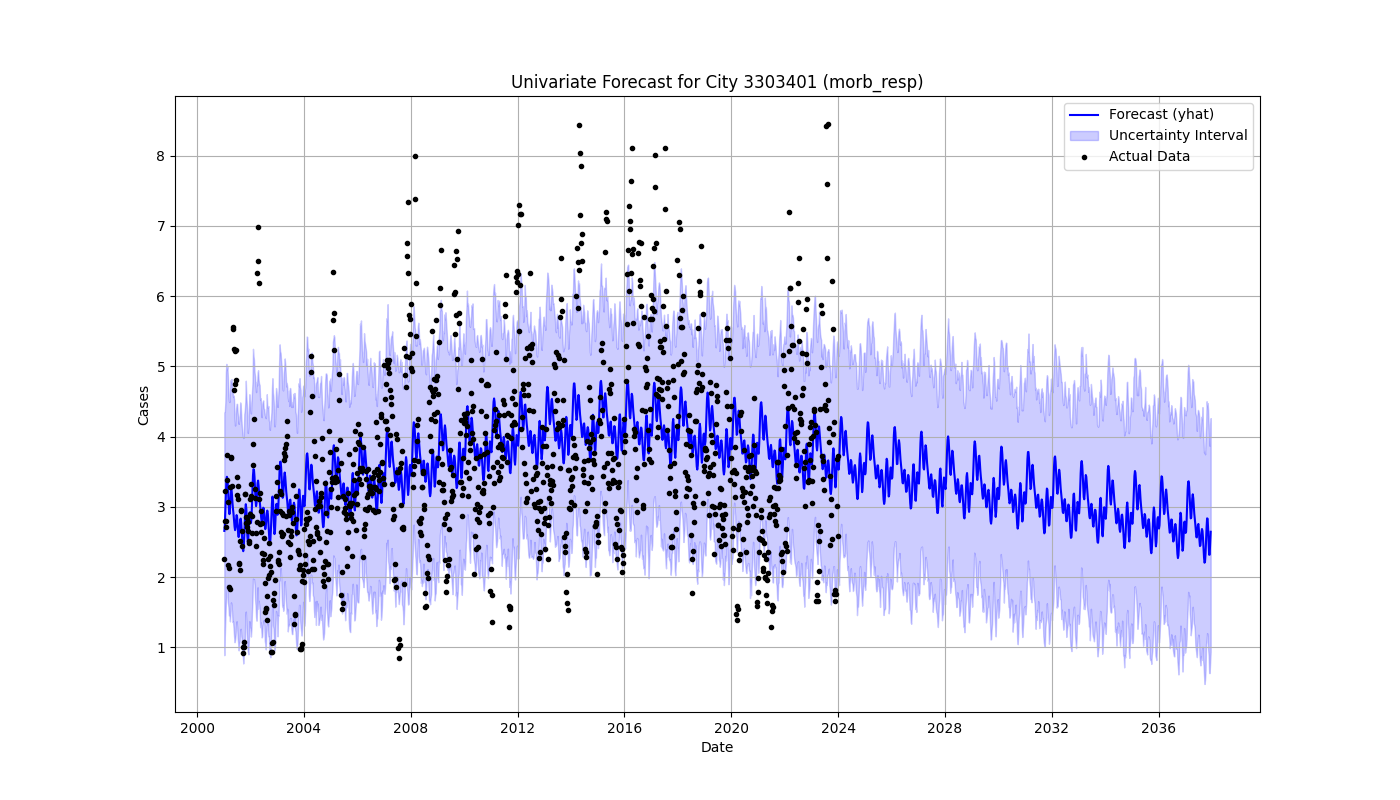 Univariate Forecast for City 3303401 (morb_resp)
Forecast (yhat)
Uncertainty Interval
Actual Data
Cases
8
7
6
5
4
3
2
1
2000 2004 2008 2012 2016 2020 2024 2028 2032 2036
Date